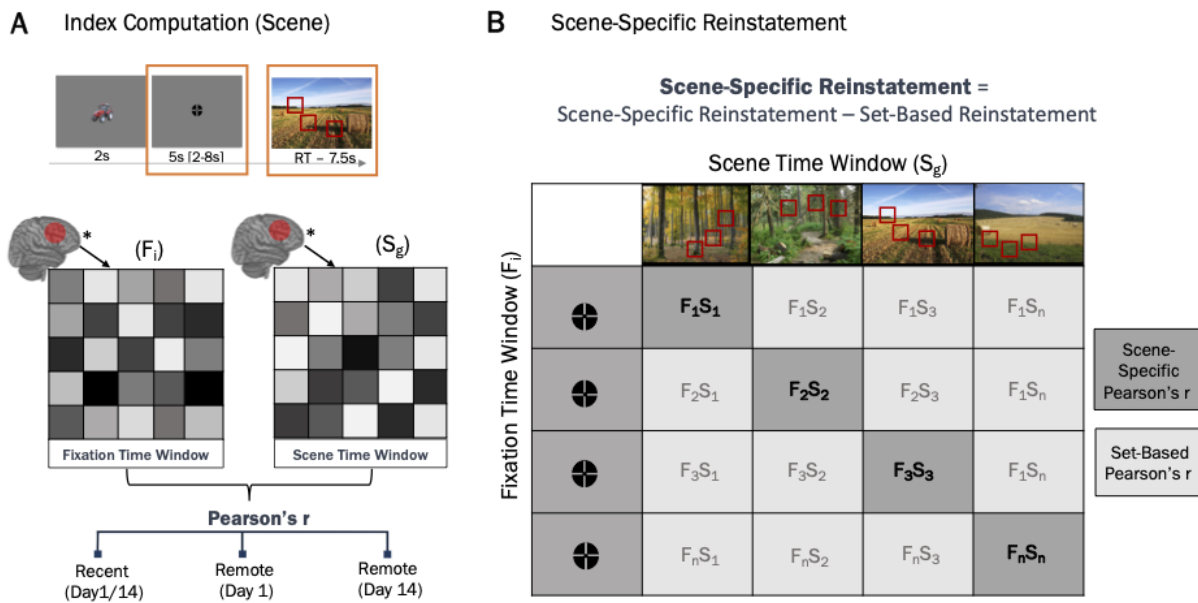 A Index Computation (Scene)
2s
5s [2-8s]
RT – 7.5s
*
(Fᵢ)
*
(S₉)
Fixation Time Window
Scene Time Window
Pearson's r
Recent
(Day1/14)
Remote
(Day 1)
Remote
(Day 14)
B Scene-Specific Reinstatement
Scene-Specific Reinstatement =
Scene-Specific Reinstatement – Set-Based Reinstatement
Scene Time Window (S_g)
Fixation Time Window (Fᵢ)
F₁S₁ F₁S₂ F₁S₃ F₁Sₙ
F₂S₁ F₂S₂ F₂S₃ F₁Sₙ
F₃S₁ F₃S₂ F₃S₃ F₁Sₙ
FₙS₁ FₙS₂ FₙS₃ FₙSₙ
Scene-
Specific
Pearson's r
Set-Based
Pearson's r